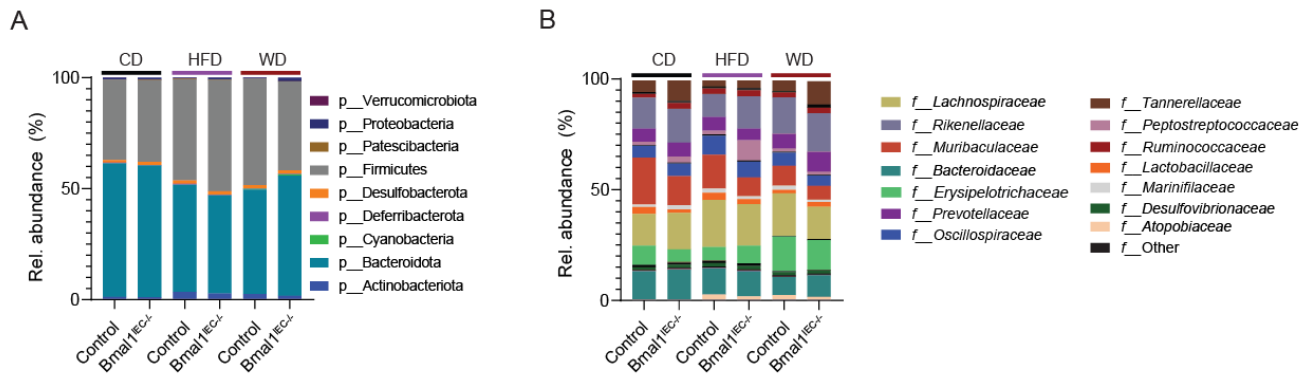 A
CD HFD WD
100
50
0
Rel. abundance (%)
Control
Bmal1IEC-/-
Control
Bmal1IEC-/-
Control
Bmal1IEC-/-
p__Verrucomicrobiota
p__Proteobacteria
p__Patescibacteria
p__Firmicutes
p__Desulfobacterota
p__Deferribacterota
p__Cyanobacteria
p__Bacteroidota
p__Actinobacteriota
B
CD HFD WD
100
50
0
Rel. abundance (%)
Control
Bmal1IEC-/-
Control
Bmal1IEC-/-
Control
Bmal1IEC-/-
f__Lachnospiraceae
f__Rikenellaceae
f__Muribaculaceae
f__Bacteroidaceae
f__Erysipelotrichaceae
f__Prevotellaceae
f__Oscillospiraceae
f__Tannerellaceae
f__Peptostreptococcaceae
f__Ruminococcaceae
f__Lactobacillaceae
f__Marinifilaceae
f__Desulfovibrionaceae
f__Atopobiaceae
f__Other